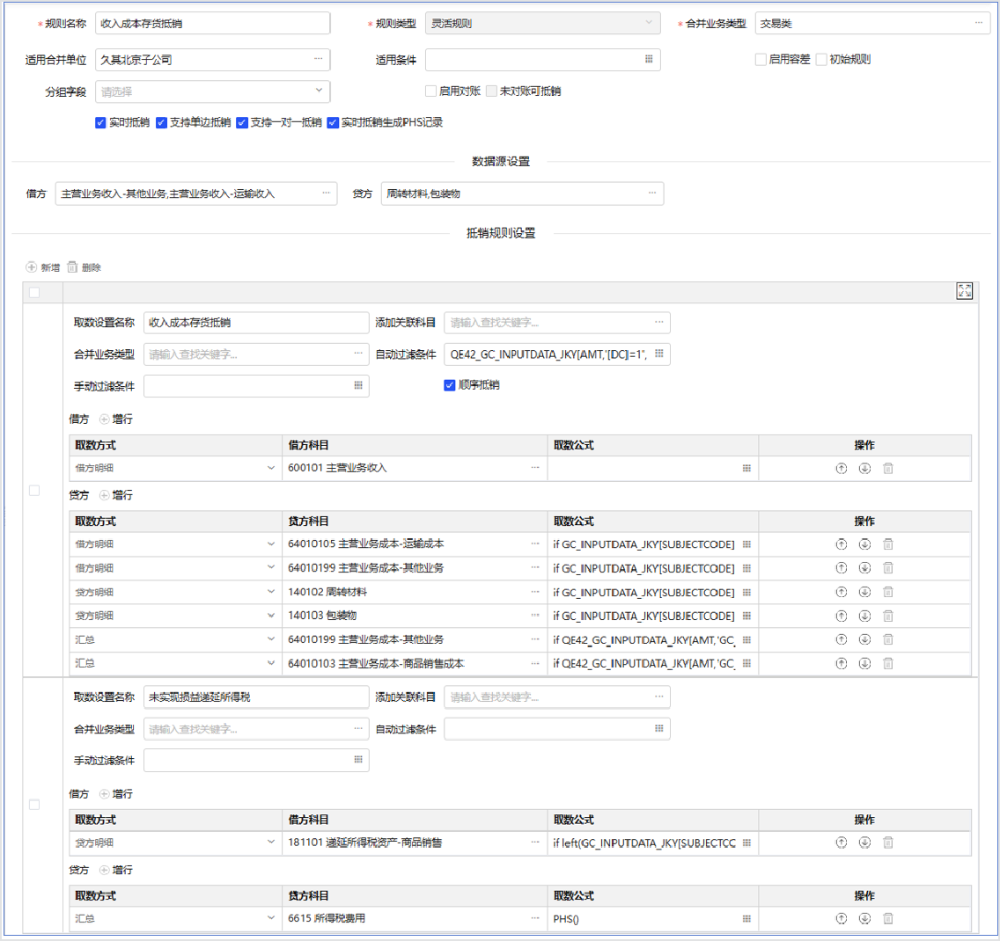 *规则名称 收入成本存货抵销 *规则类型 灵活规则 *合并业务类型 交易类
适用合并单位 久其北京子公司 适用条件 启用容差 初始规则
分组字段 请选择 启用对账 未对账可抵销
实时抵销 支持单边抵销 支持一对一抵销 实时抵销生成PHS记录
数据源设置
借方 主营业务收入-其他业务,主营业务收入-运输收入 贷方 周转材料,包装物
抵销规则设置
新增 删除
取数设置名称 收入成本存货抵销 添加关联科目 请输入查找关键字...
合并业务类型 请输入查找关键字... 自动过滤条件 QE42_GC_INPUTDATA_JKY[AMT,'[DC]=1",
手动过滤条件 顺序抵销
借方 增行
取数方式 借方科目 取数公式 操作
借方明细 600101 主营业务收入
贷方 增行
取数方式 贷方科目 取数公式 操作
借方明细 64010105 主营业务成本-运输成本 if GC_INPUTDATA_JKY[SUBJECTCODE]
借方明细 64010199 主营业务成本-其他业务 if GC_INPUTDATA_JKY[SUBJECTCODE]
贷方明细 140102 周转材料 if GC_INPUTDATA_JKY[SUBJECTCODE]
贷方明细 140103 包装物 if GC_INPUTDATA_JKY[SUBJECTCODE]
汇总 64010199 主营业务成本-其他业务 if QE42_GC_INPUTDATA_JKY[AMT,'GC_
汇总 64010103 主营业务成本-商品销售成本 if QE42_GC_INPUTDATA_JKY[AMT,'GC_
取数设置名称 未实现损益递延所得税 添加关联科目 请输入查找关键字...
合并业务类型 请输入查找关键字... 自动过滤条件
手动过滤条件
借方 增行
取数方式 借方科目 取数公式 操作
贷方明细 181101 递延所得税资产-商品销售 if left(GC_INPUTDATA_JKY[SUBJECTCC
贷方 增行
取数方式 贷方科目 取数公式 操作
汇总 6615 所得税费用 PHS()